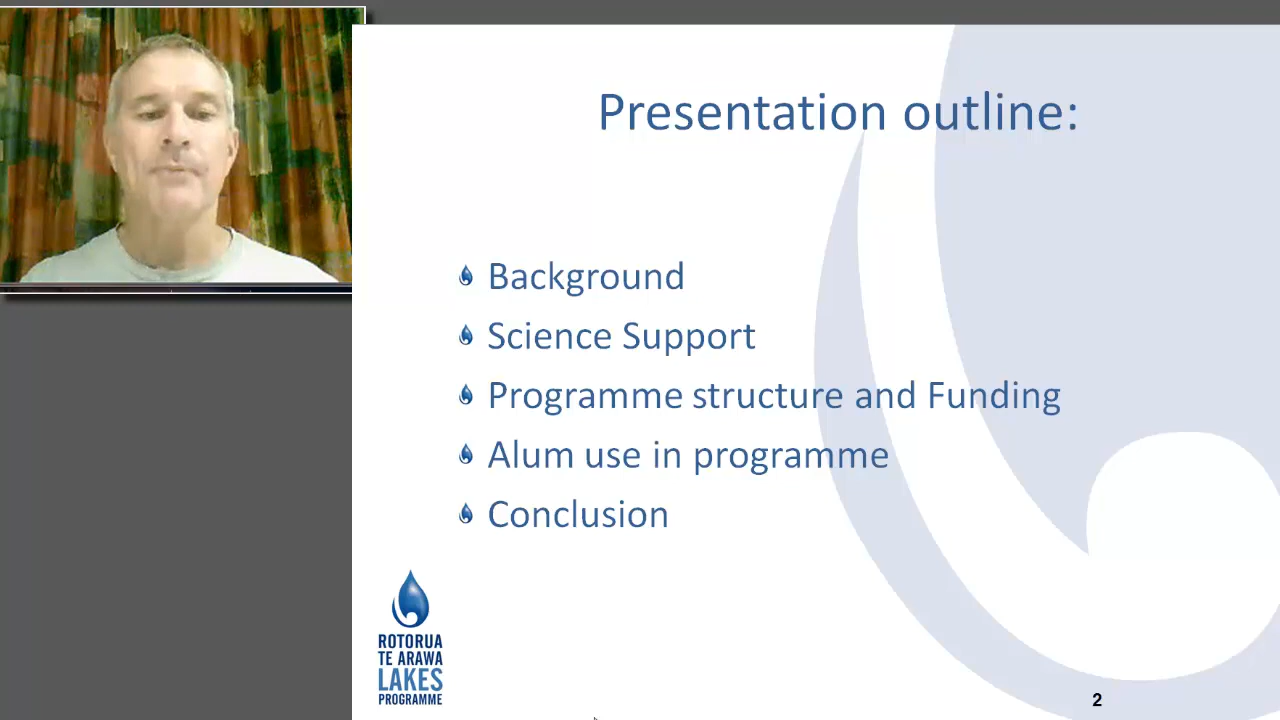 Presentation outline:
Background
Science Support
Programme structure and Funding
Alum use in programme
Conclusion
ROTORUA
TE ARAWA
LAKES
PROGRAMME
2